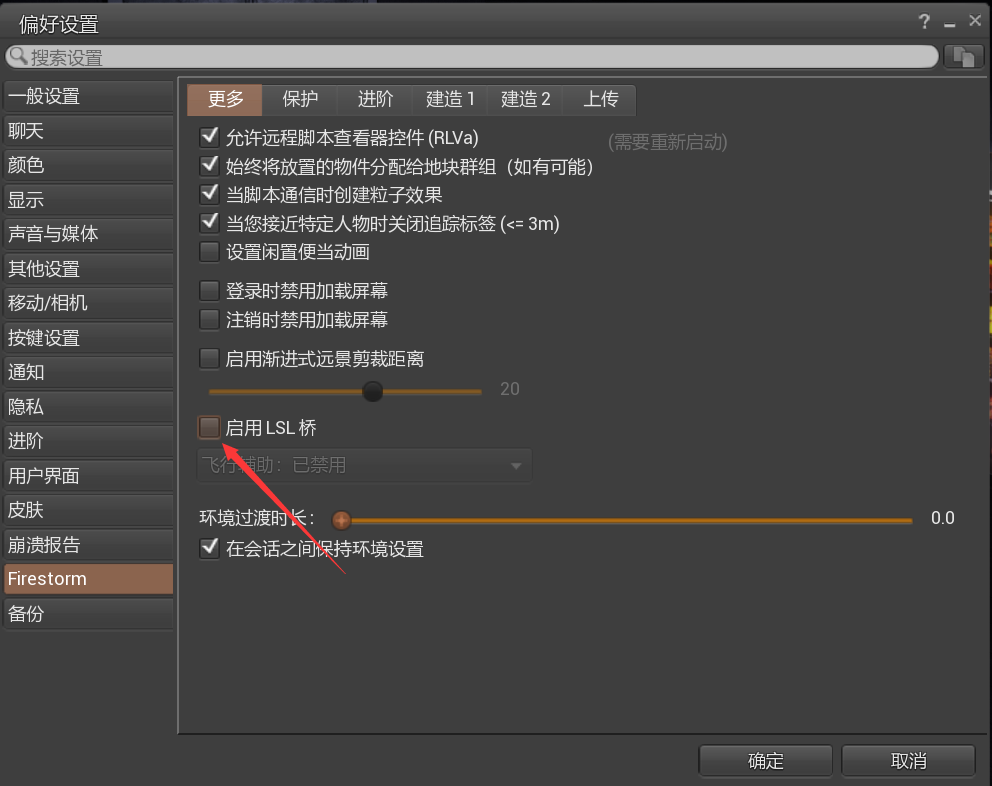 偏好设置
?
搜索设置
一般设置
聊天
颜色
显示
声音与媒体
其他设置
移动/相机
按键设置
通知
隐私
进阶
用户界面
皮肤
崩溃报告
Firestorm
备份
更多 保护 进阶 建造 1 建造 2 上传
允许远程脚本查看器控件 (RLVa) (需要重新启动)
始终将放置的物件分配给地块群组（如有可能）
当脚本通信时创建粒子效果
当您接近特定人物时关闭追踪标签 (<= 3m)
设置闲置便当动画
登录时禁用加载屏幕
注销时禁用加载屏幕
启用渐进式远景剪裁距离
20
启用 LSL 桥
飞行辅助：已禁用
环境过渡时长： 0.0
在会话之间保持环境设置
确定 取消